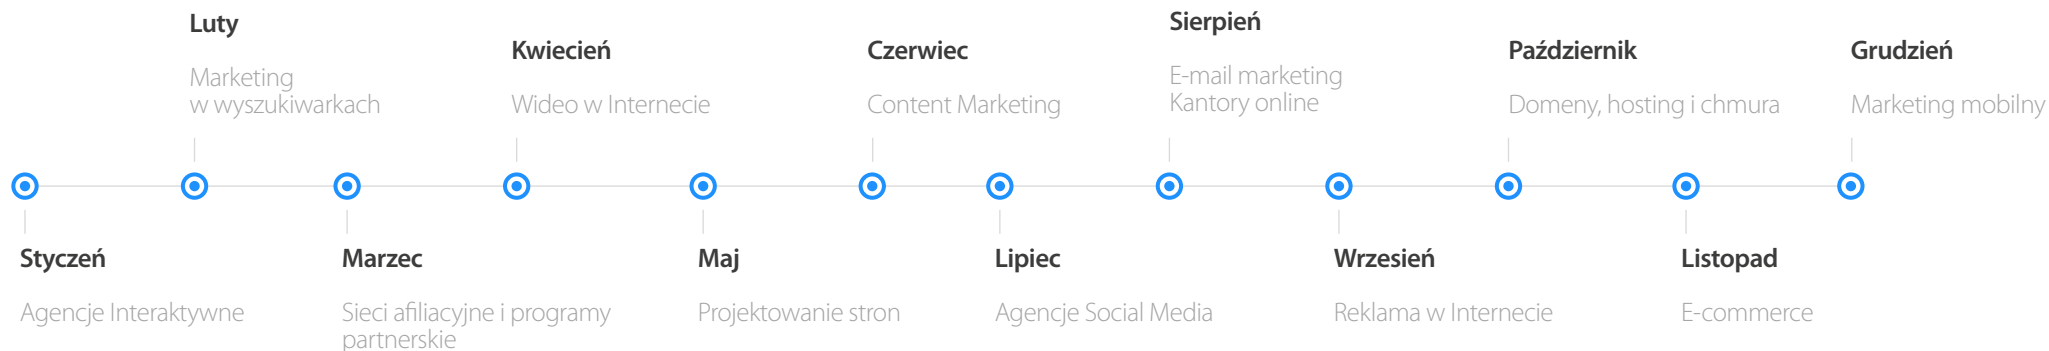 Styczeń
Agencje Interaktywne
Luty
Marketing
w wyszukiwarkach
Marzec
Sieci afiliacyjne i programy
partnerskie
Kwiecień
Wideo w Internecie
Maj
Projektowanie stron
Czerwiec
Content Marketing
Lipiec
Agencje Social Media
Sierpień
E-mail marketing
Kantory online
Wrzesień
Reklama w Internecie
Październik
Domeny, hosting i chmura
Listopad
E-commerce
Grudzień
Marketing mobilny